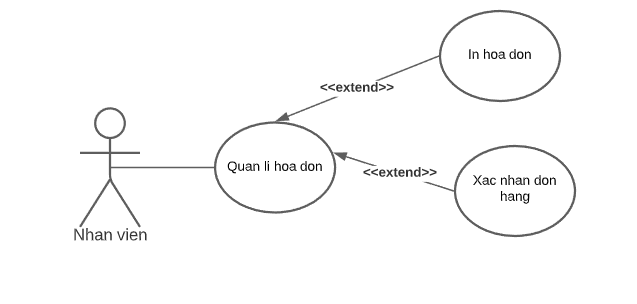 In hoa don
<<extend>>
Quan li hoa don
<<extend>>
Xac nhan don
hang
Nhan vien